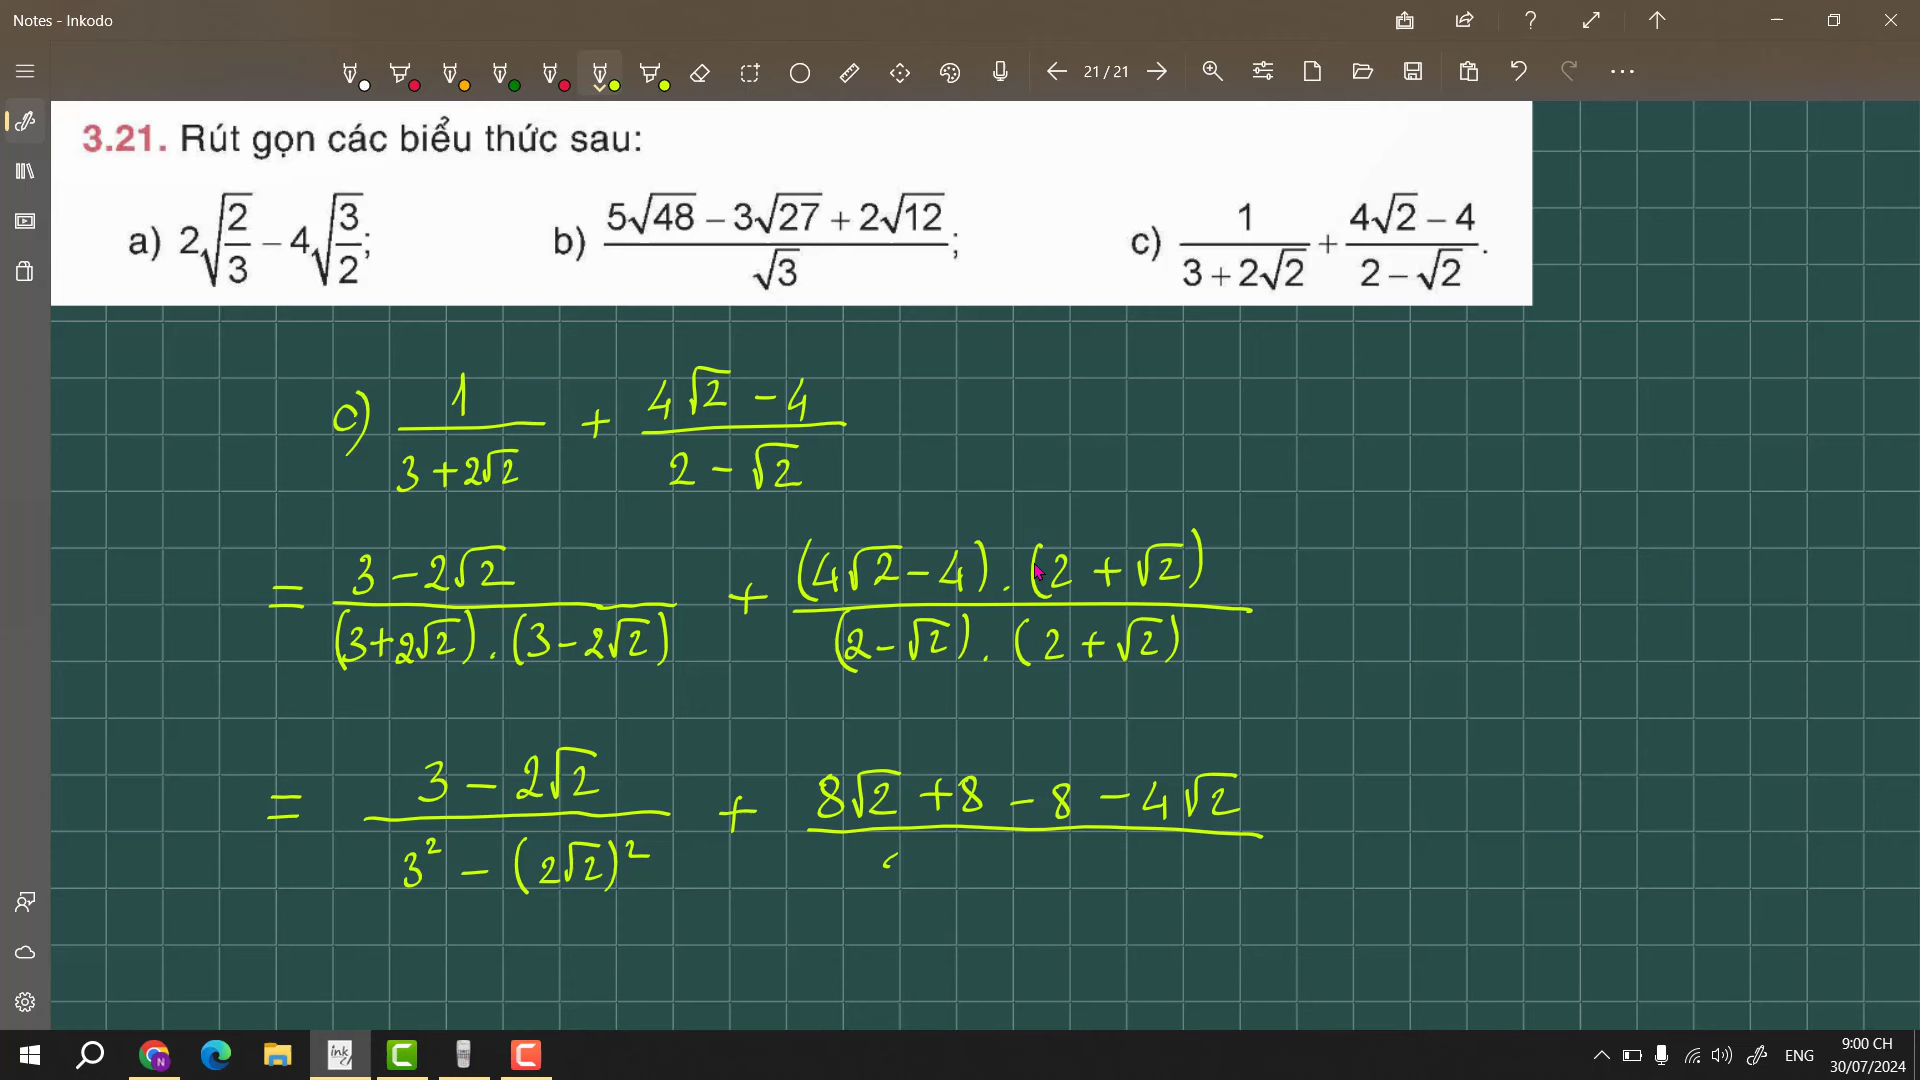 Notes - Inkodo
21 / 21
3.21. Rút gọn các biểu thức sau:
a) 2√(2/3) – 4√(3/2);
b) (5√48 – 3√27 + 2√12)/√3;
c) 1/(3 + 2√2) + (4√2 – 4)/(2 – √2).
c) 1/(3 + 2√2) + (4√2 - 4)/(2 - √2)
= (3 - 2√2)/((3 + 2√2) . (3 - 2√2)) + ((4√2 - 4) . (2 + √2))/((2 - √2) . (2 + √2))
= (3 - 2√2)/(3² - (2√2)²) + (8√2 + 8 - 8 - 4√2)/
N
ink
C
C
ENG
9:00 CH
30/07/2024